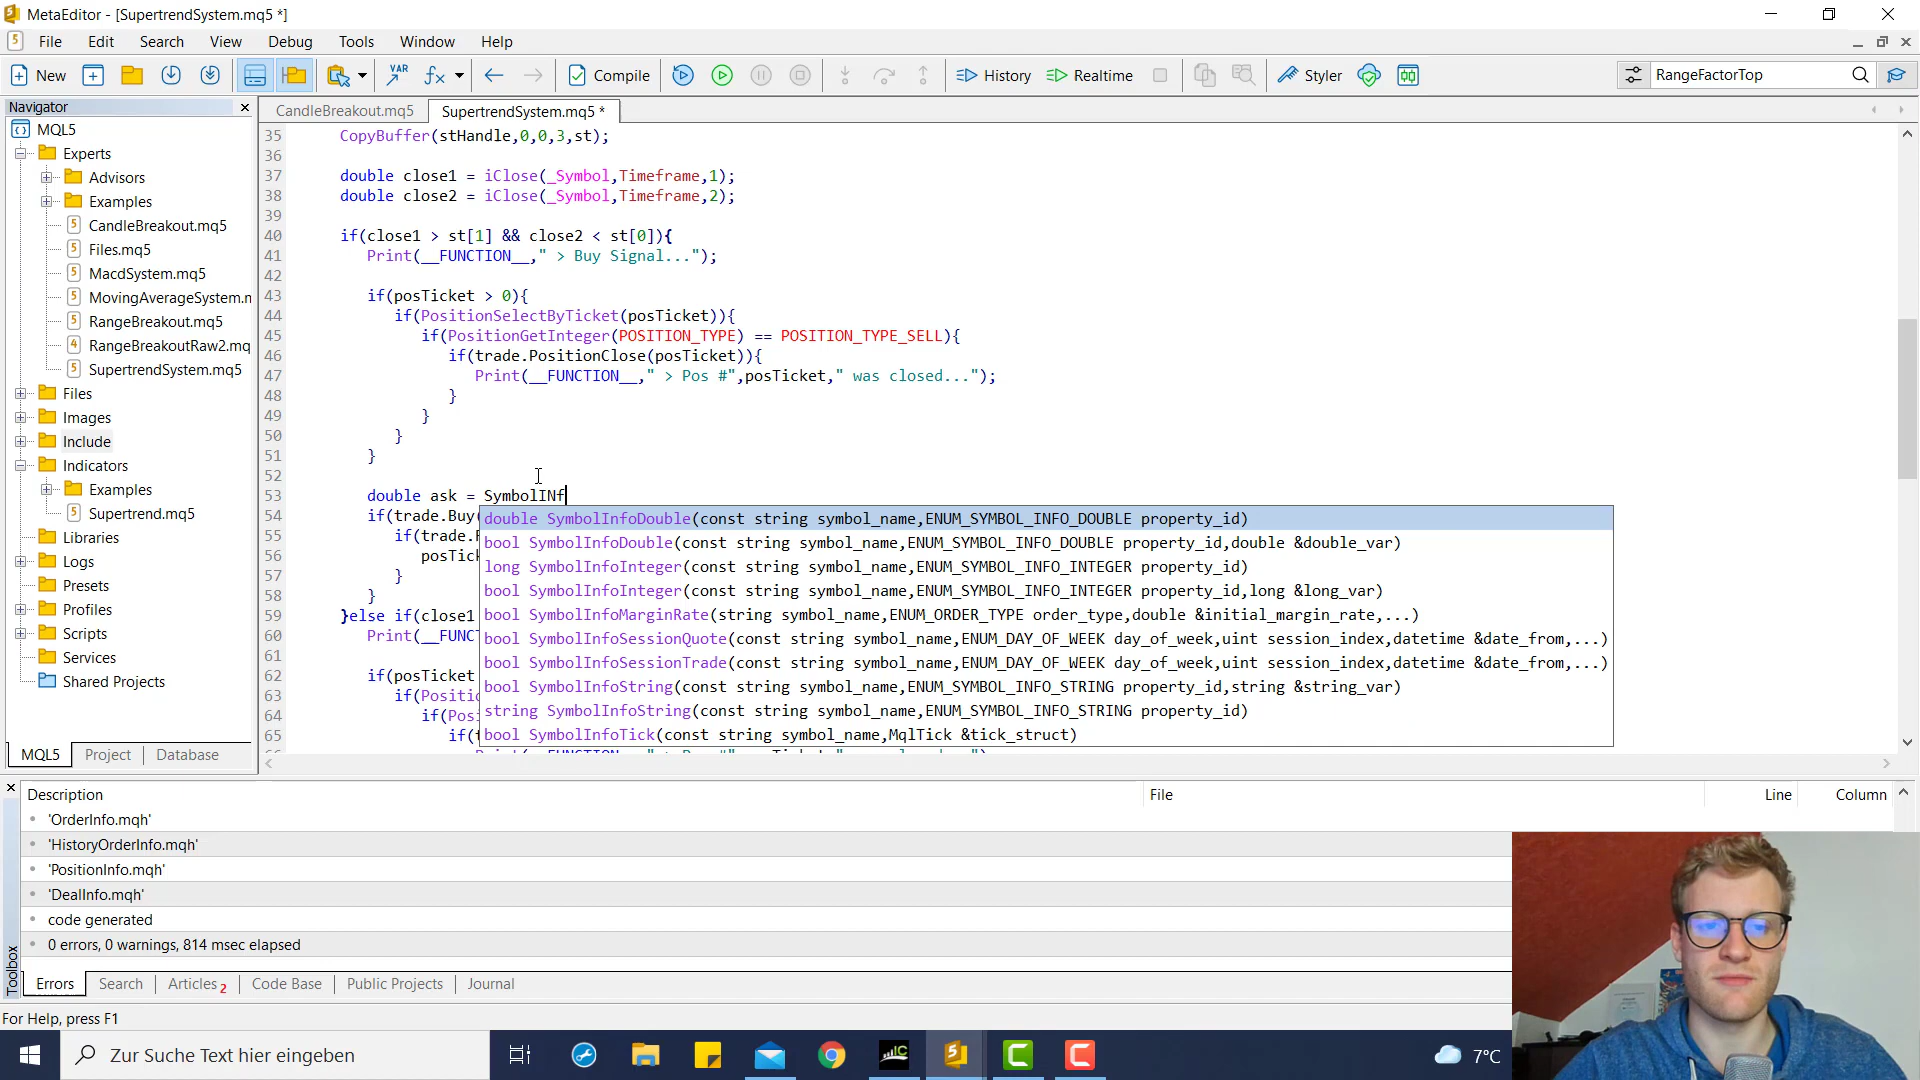 MetaEditor - [SupertrendSystem.mq5 *]
File Edit Search View Debug Tools Window Help
New VAR Compile History Realtime Styler RangeFactorTop
Navigator
CandleBreakout.mq5 SupertrendSystem.mq5 *
MQL5
Experts
Advisors
Examples
CandleBreakout.mq5
Files.mq5
MacdSystem.mq5
MovingAverageSystem.m
RangeBreakout.mq5
RangeBreakoutRaw2.mq
SupertrendSystem.mq5
Files
Images
Include
Indicators
Examples
Supertrend.mq5
Libraries
Logs
Presets
Profiles
Scripts
Services
Shared Projects
MQL5 Project Database
35 CopyBuffer(stHandle,0,0,3,st);
36
37 double close1 = iClose(_Symbol,Timeframe,1);
38 double close2 = iClose(_Symbol,Timeframe,2);
39
40 if(close1 > st[1] && close2 < st[0]){
41 Print(__FUNCTION__," > Buy Signal...");
42
43 if(posTicket > 0){
44 if(PositionSelectByTicket(posTicket)){
45 if(PositionGetInteger(POSITION_TYPE) == POSITION_TYPE_SELL){
46 if(trade.PositionClose(posTicket)){
47 Print(__FUNCTION__," > Pos #",posTicket," was closed...");
48 }
49 }
50 }
51 }
52
53 double ask = SymbolINf
54 if(trade.Buy(
55 if(trade.
56 posTick
57 }
58 }
59 }else if(close1
60 Print(__FUNCT
61
62 if(posTicket
63 if(Positio
64 if(Pos
65 if(t
double SymbolInfoDouble(const string symbol_name,ENUM_SYMBOL_INFO_DOUBLE property_id)
bool SymbolInfoDouble(const string symbol_name,ENUM_SYMBOL_INFO_DOUBLE property_id,double &double_var)
long SymbolInfoInteger(const string symbol_name,ENUM_SYMBOL_INFO_INTEGER property_id)
bool SymbolInfoInteger(const string symbol_name,ENUM_SYMBOL_INFO_INTEGER property_id,long &long_var)
bool SymbolInfoMarginRate(string symbol_name,ENUM_ORDER_TYPE order_type,double &initial_margin_rate,...)
bool SymbolInfoSessionQuote(const string symbol_name,ENUM_DAY_OF_WEEK day_of_week,uint session_index,datetime &date_from,...)
bool SymbolInfoSessionTrade(const string symbol_name,ENUM_DAY_OF_WEEK day_of_week,uint session_index,datetime &date_from,...)
bool SymbolInfoString(const string symbol_name,ENUM_SYMBOL_INFO_STRING property_id,string &string_var)
string SymbolInfoString(const string symbol_name,ENUM_SYMBOL_INFO_STRING property_id)
bool SymbolInfoTick(const string symbol_name,MqlTick &tick_struct)
Description File Line Column
'OrderInfo.mqh'
'HistoryOrderInfo.mqh'
'PositionInfo.mqh'
'DealInfo.mqh'
code generated
0 errors, 0 warnings, 814 msec elapsed
Toolbox
Errors Search Articles 2 Code Base Public Projects Journal
For Help, press F1
Zur Suche Text hier eingeben
IC
7°C